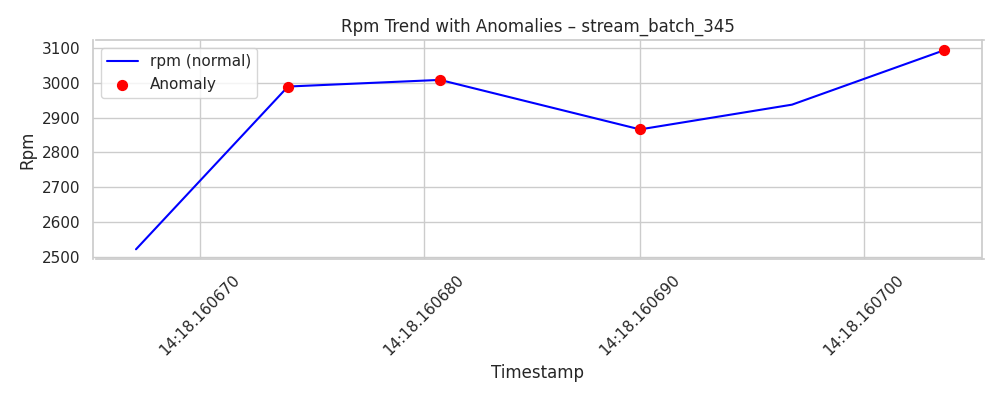 Rpm Trend with Anomalies – stream_batch_345
rpm (normal)
Anomaly
Rpm
3100
3000
2900
2800
2700
2600
2500
14:18.160670
14:18.160680
14:18.160690
14:18.160700
Timestamp